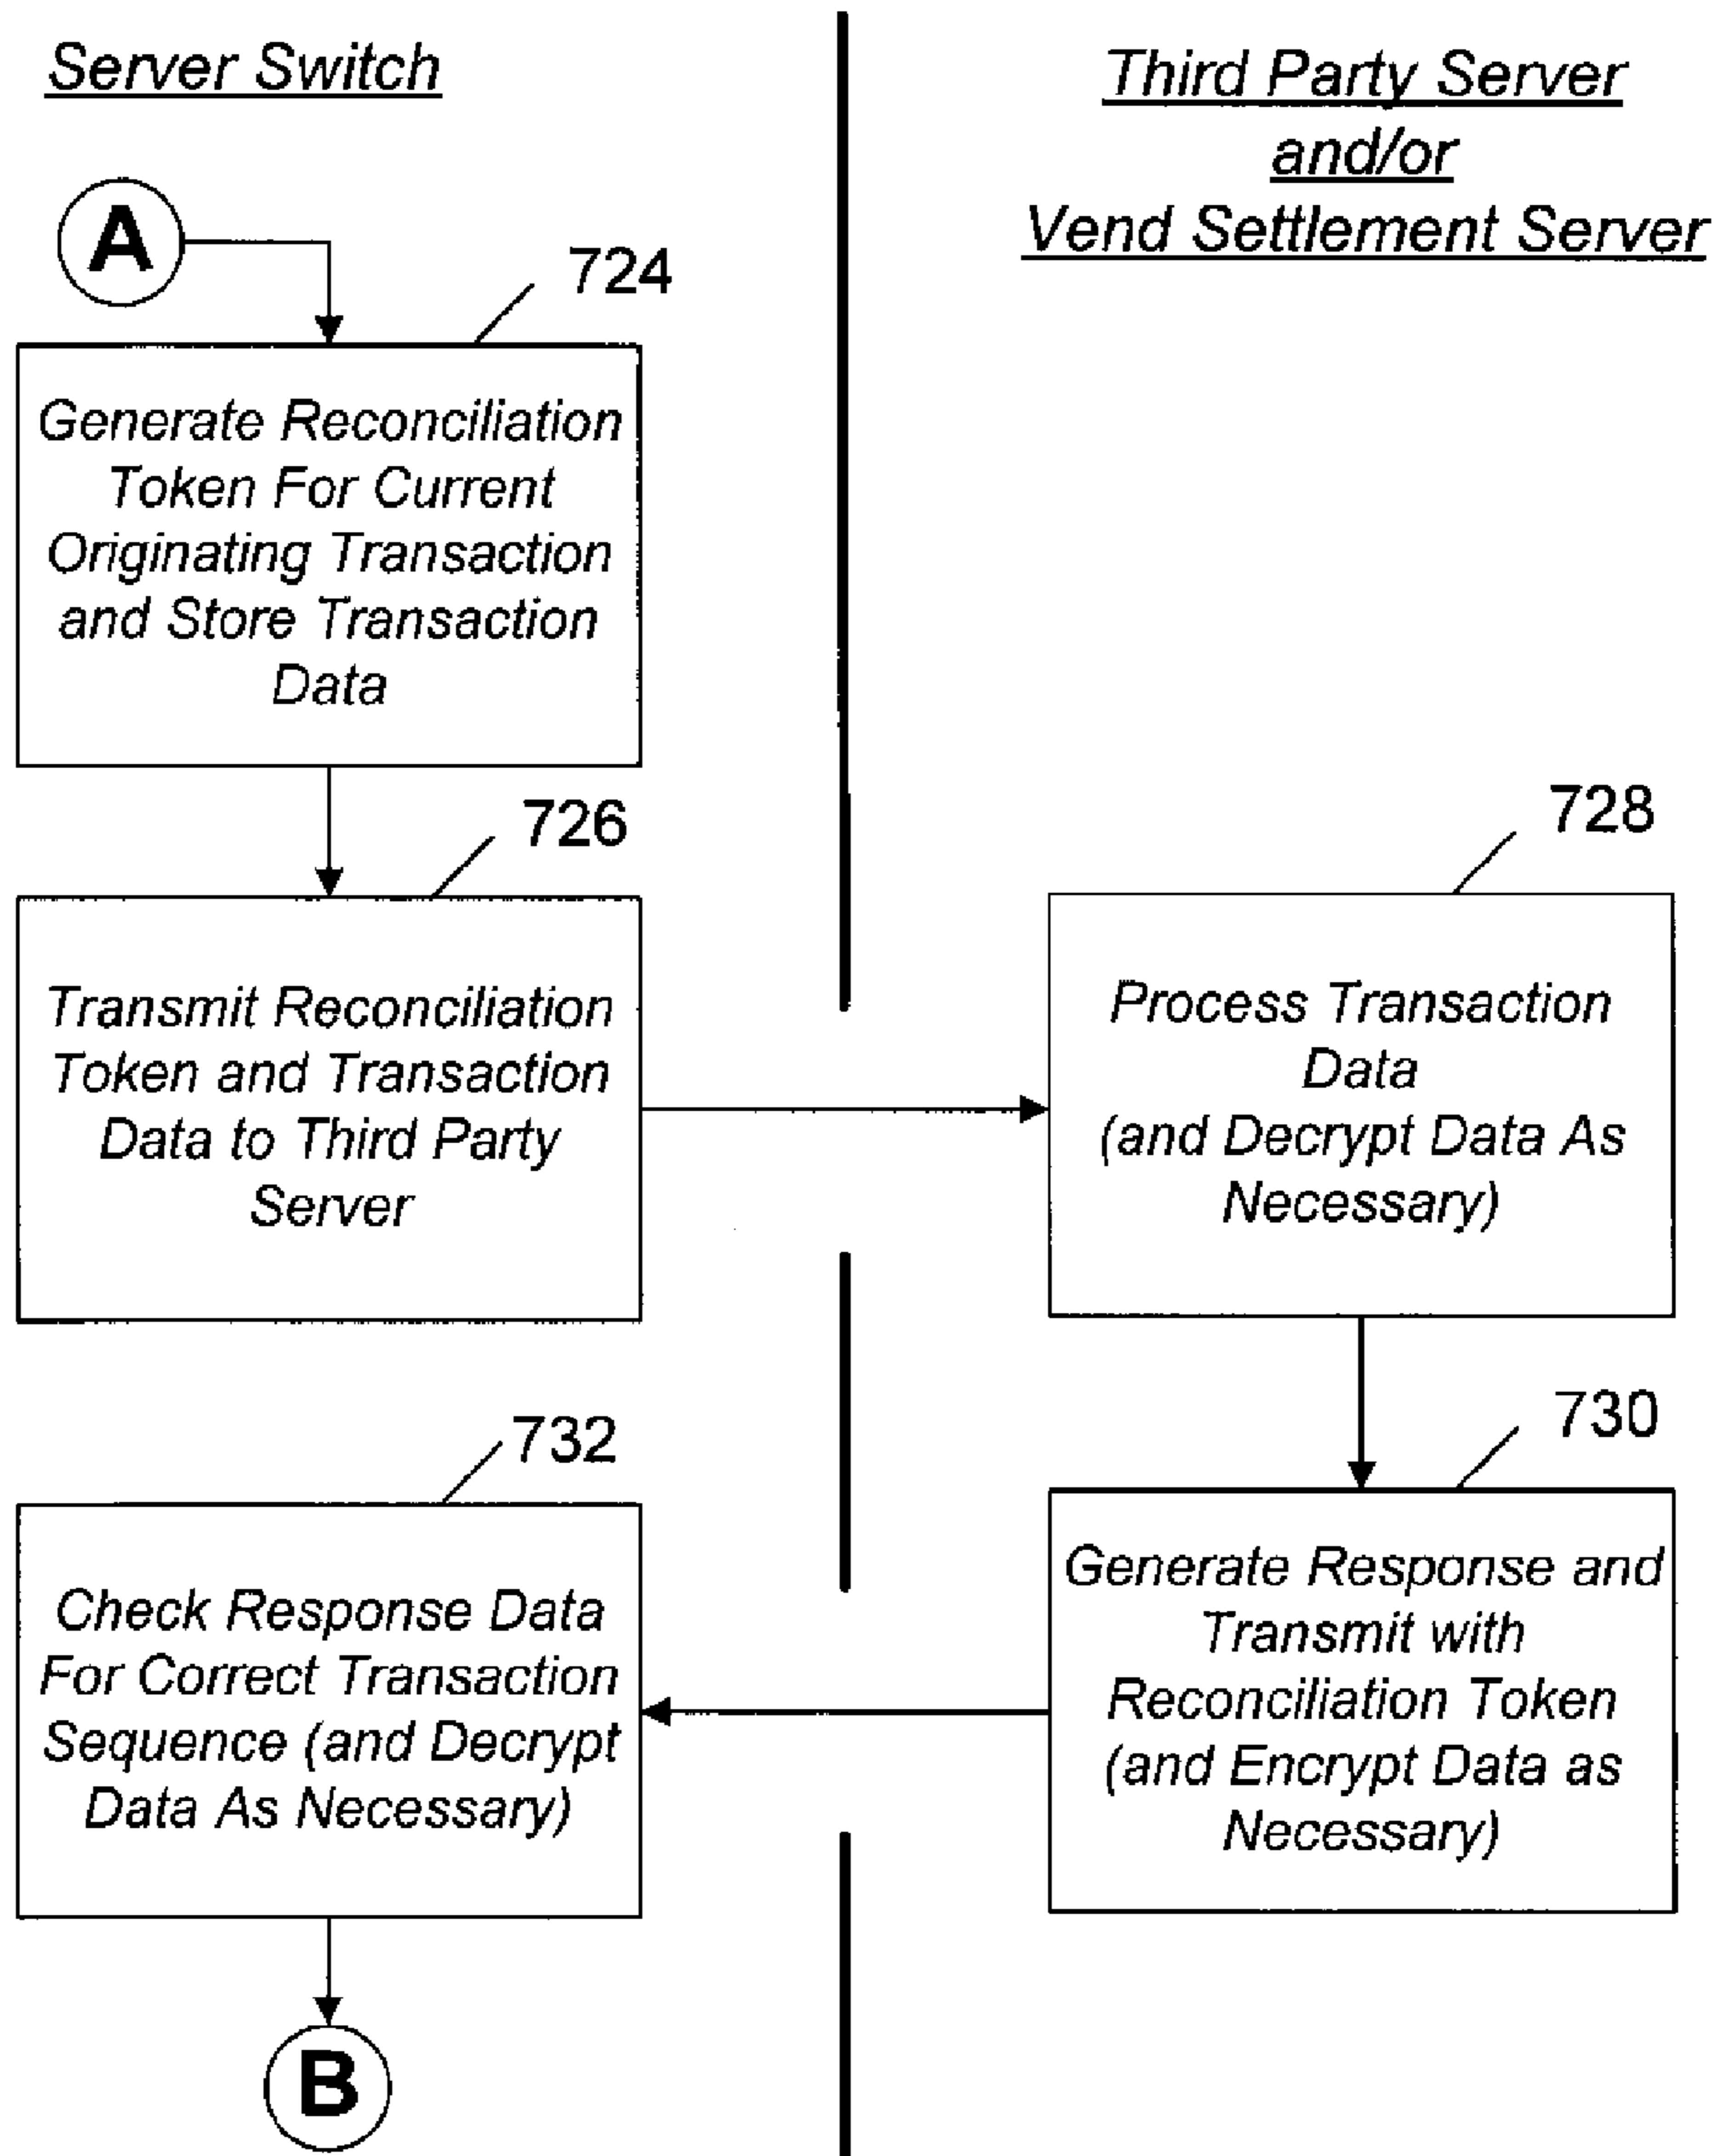 Server Switch
Third Party Server
and/or
Vend Settlement Server
A
724
Generate Reconciliation
Token For Current
Originating Transaction
and Store Transaction
Data
726
Transmit Reconciliation
Token and Transaction
Data to Third Party
Server
728
Process Transaction
Data
(and Decrypt Data As
Necessary)
730
Generate Response and
Transmit with
Reconciliation Token
(and Encrypt Data as
Necessary)
732
Check Response Data
For Correct Transaction
Sequence (and Decrypt
Data As Necessary)
B